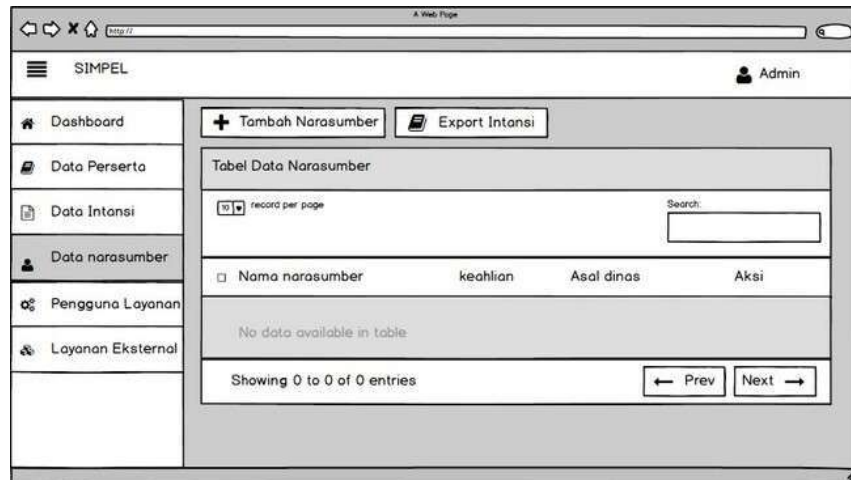 A Web Page
http://
SIMPEL
Admin
Dashboard
Data Perserta
Data Intansi
Data narasumber
Pengguna Layanan
Layanan Eksternal
Tambah Narasumber
Export Intansi
Tabel Data Narasumber
10 record per page
Search:
Nama narasumber keahlian Asal dinas Aksi
No data available in table
Showing 0 to 0 of 0 entries
Prev Next